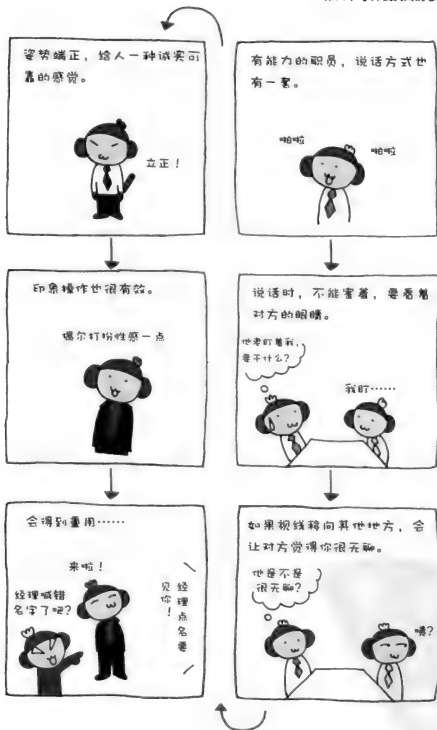 有能力的职员，说话方式也
有一套。
啪啦
啪啦
说话时，不能害羞，要看着
对方的眼睛。
他老盯着我，
要干什么？
我盯……
如果视线移向其他地方，会
让对方觉得你很无聊。
他是不是
很无聊？
姿势端正，给人一种诚实可
靠的感觉。
立正！
印象操作也很有效。
偶尔打扮性感一点
会得到重用……
经理点名要
见你！
来啦！
经理喊错
名字了吧？